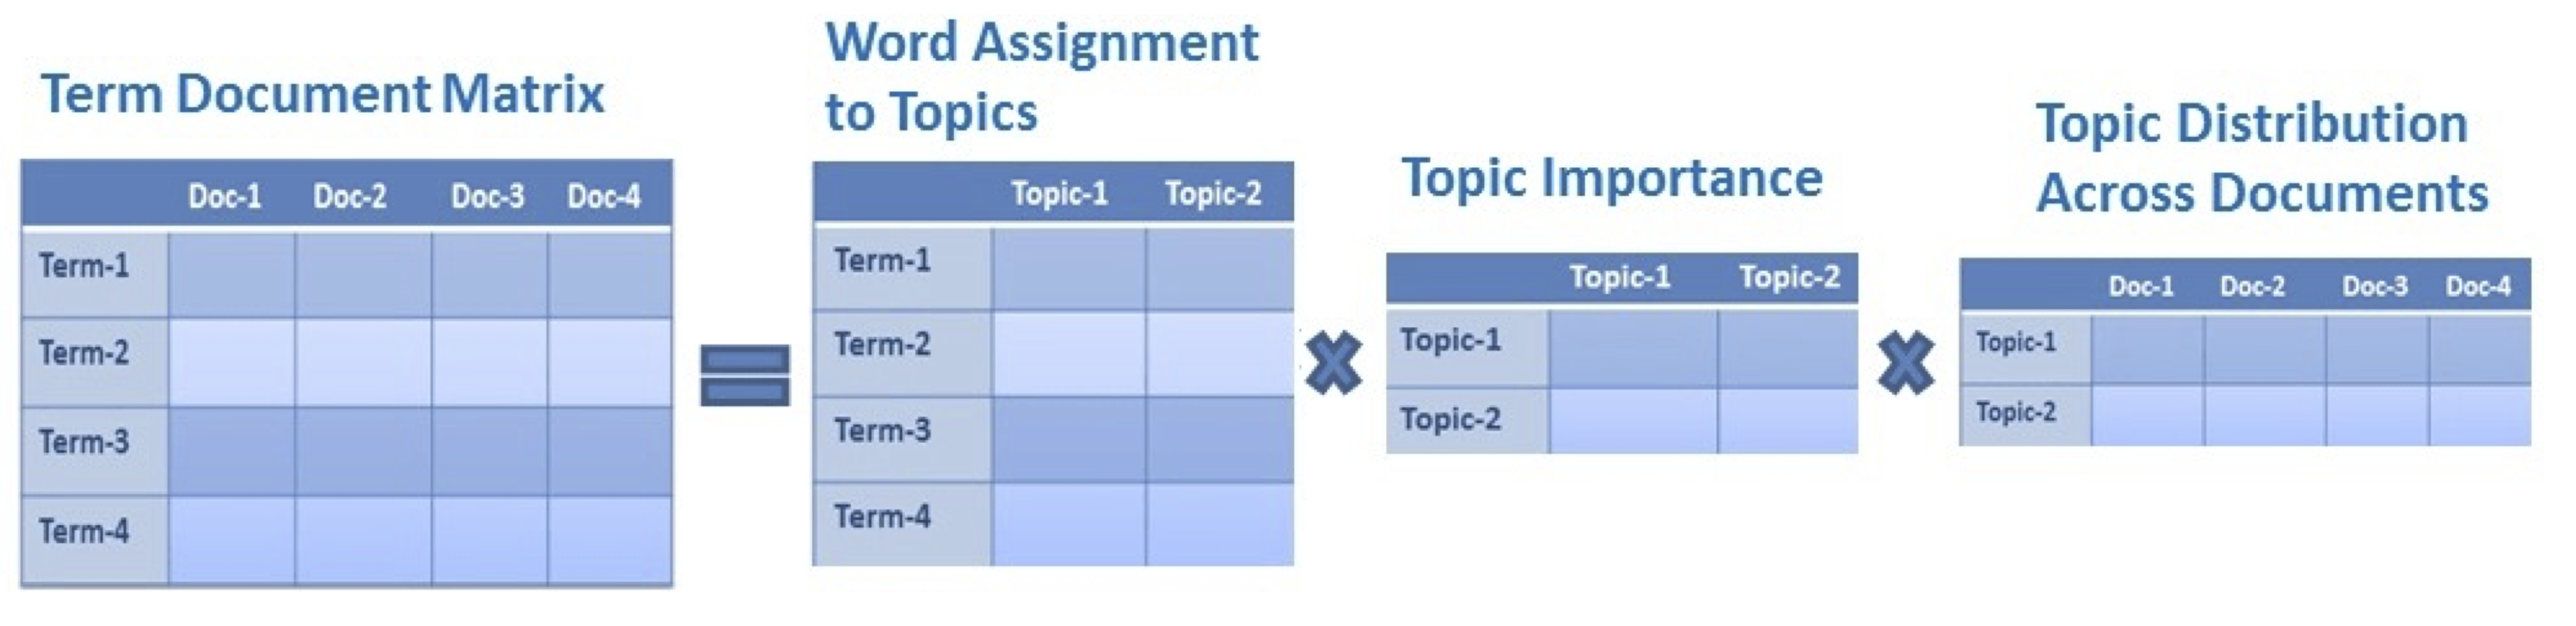 Term Document Matrix
Doc-1 Doc-2 Doc-3 Doc-4
Term-1
Term-2
Term-3
Term-4
Word Assignment
to Topics
Topic-1 Topic-2
Term-1
Term-2
Term-3
Term-4
Topic Importance
Topic-1 Topic-2
Topic-1
Topic-2
Topic Distribution
Across Documents
Doc-1 Doc-2 Doc-3 Doc-4
Topic-1
Topic-2